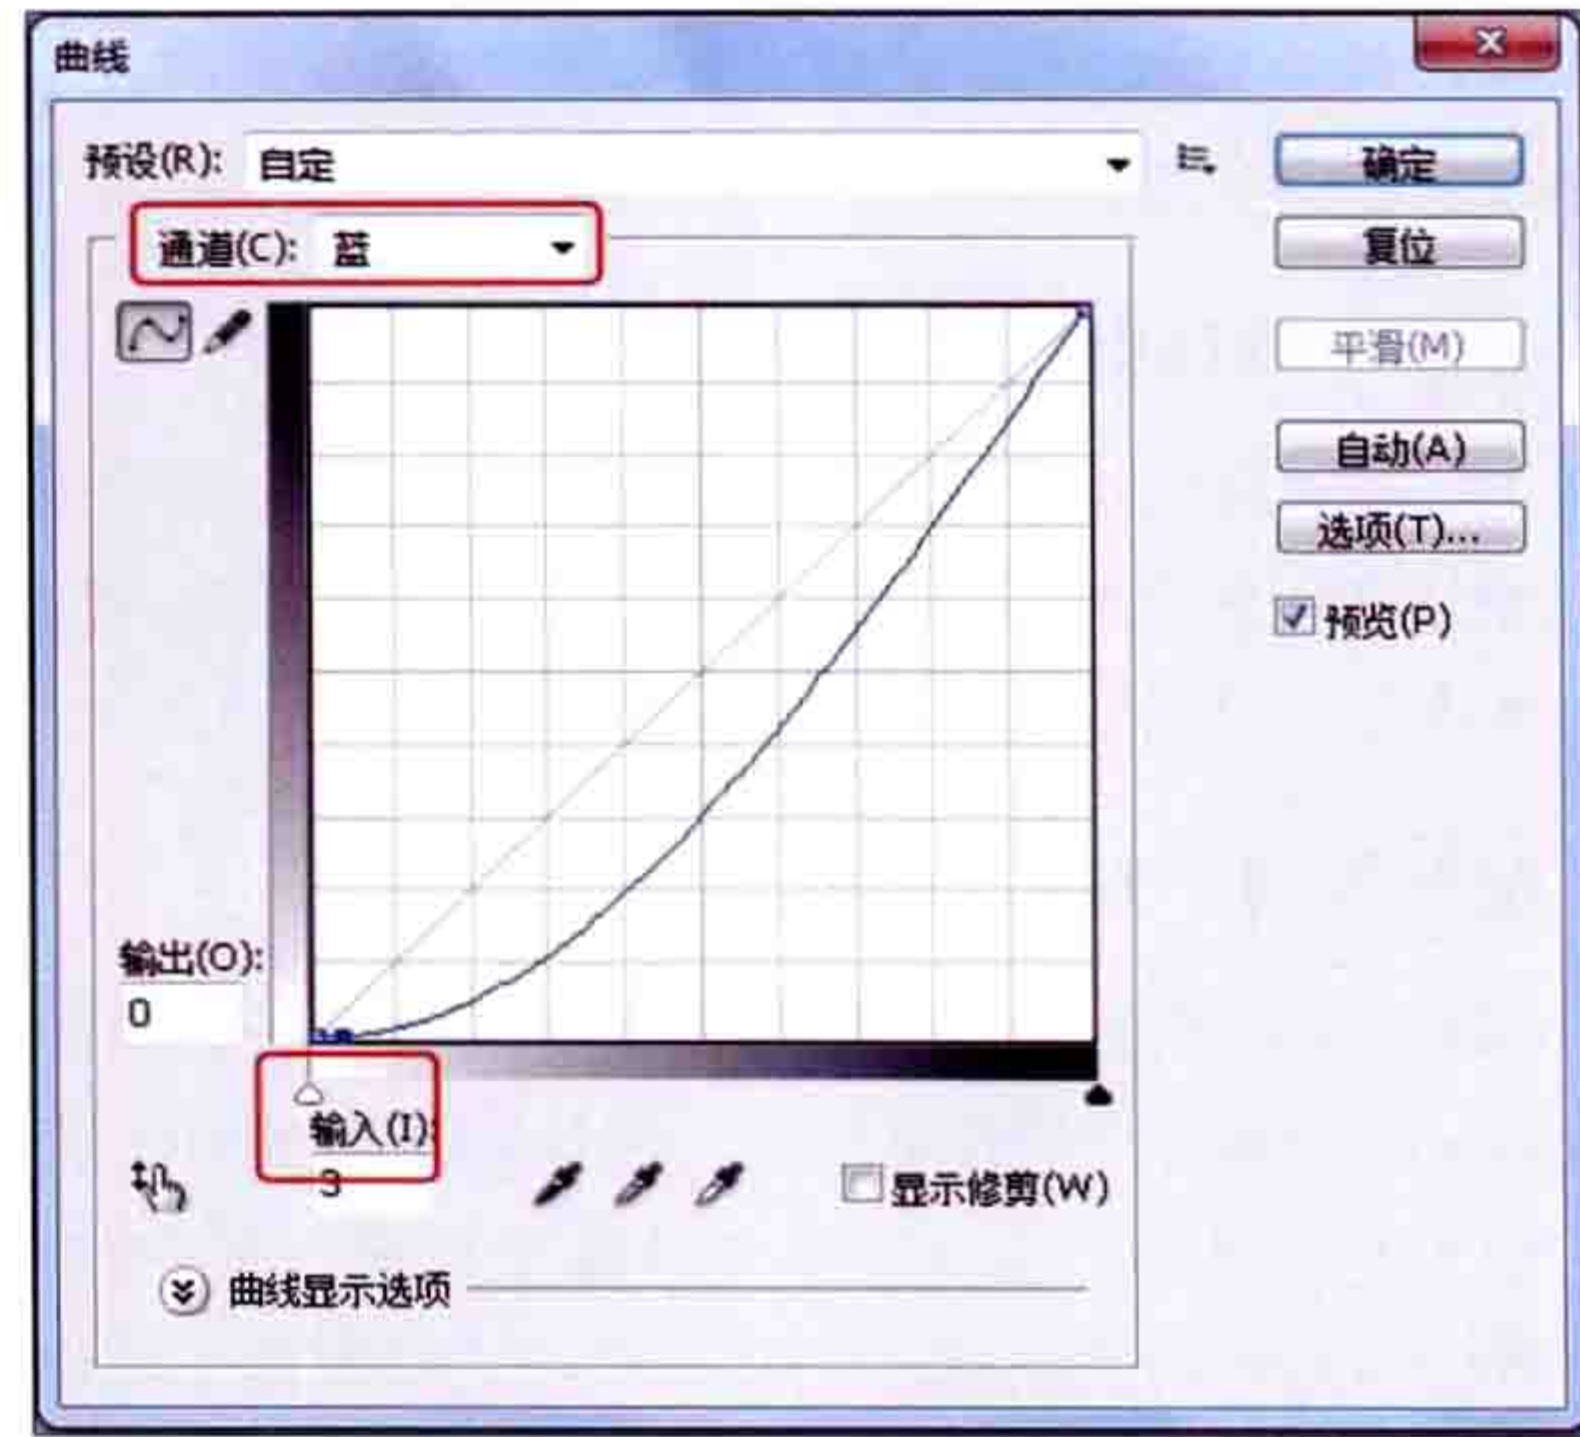 曲线
预设(R): 自定
确定
通道(C): 蓝
复位
平滑(M)
自动(A)
选项(T)...
预览(P)
输出(O):
0
输入(I):
3
显示修剪(W)
曲线显示选项